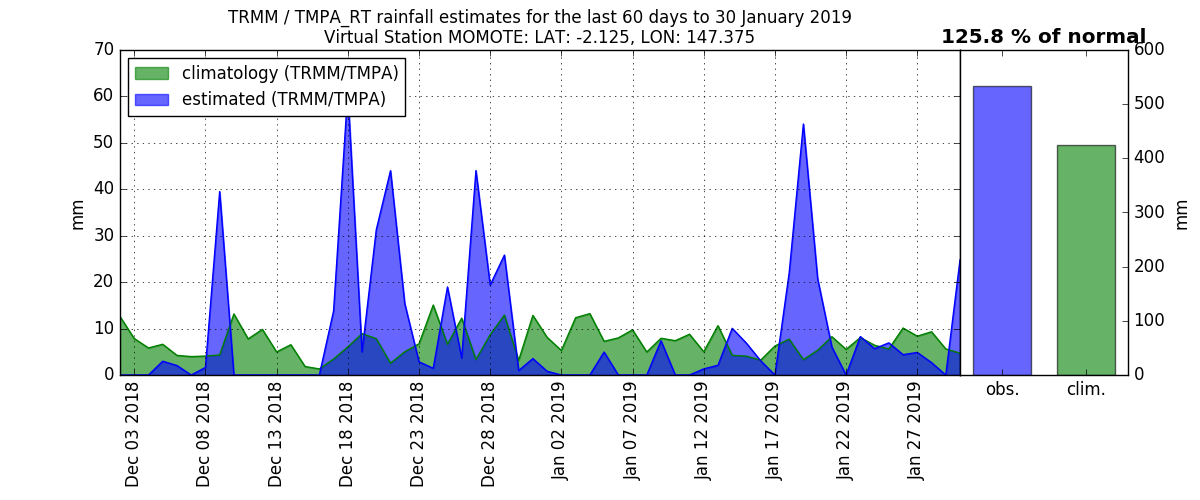 TRMM / TMPA_RT rainfall estimates for the last 60 days to 30 January 2019
Virtual Station MOMOTE: LAT: -2.125, LON: 147.375
125.8 % of normal
climatology (TRMM/TMPA)
estimated (TRMM/TMPA)
70
60
50
40
30
20
10
0
mm
Dec 03 2018
Dec 08 2018
Dec 13 2018
Dec 18 2018
Dec 23 2018
Dec 28 2018
Jan 02 2019
Jan 07 2019
Jan 12 2019
Jan 17 2019
Jan 22 2019
Jan 27 2019
obs.
clim.
600
500
400
300
200
100
0
mm